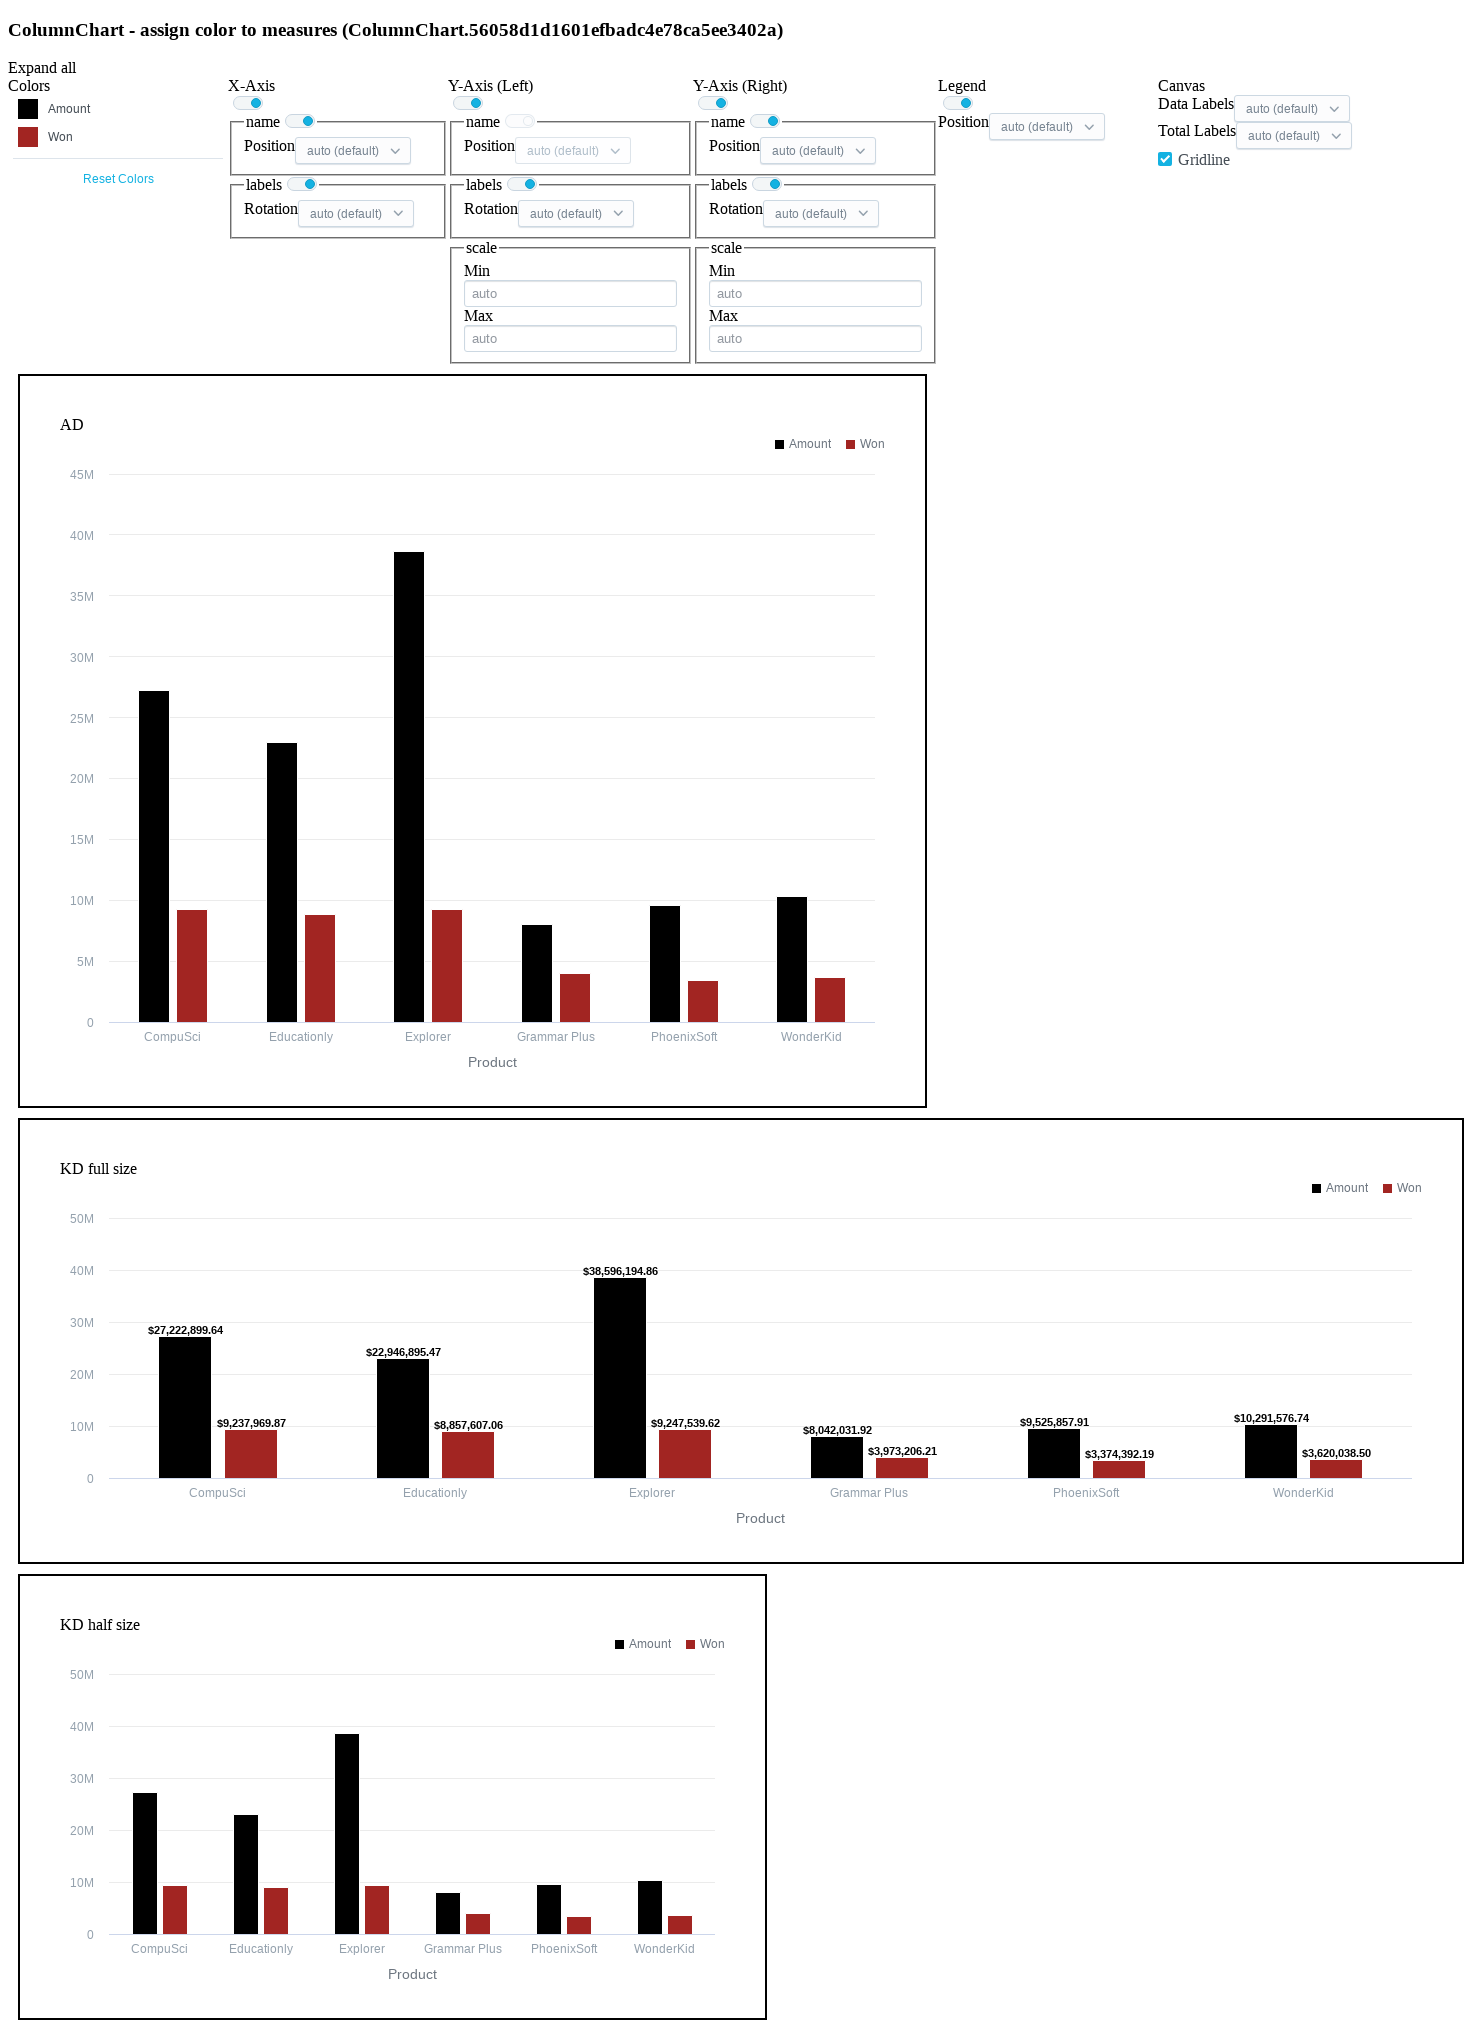 ColumnChart - assign color to measures (ColumnChart.56058d1d1601efbadc4e78ca5ee3402a)
Expand all
Colors
Amount
Won
Reset Colors
X-Axis
name
Position auto (default)
labels
Rotation auto (default)
Y-Axis (Left)
name
Position auto (default)
labels
Rotation auto (default)
scale
Min
auto
Max
auto
Y-Axis (Right)
name
Position auto (default)
labels
Rotation auto (default)
scale
Min
auto
Max
auto
Legend
Position auto (default)
Canvas
Data Labels auto (default)
Total Labels auto (default)
Gridline
AD
Amount Won
45M
40M
35M
30M
25M
20M
15M
10M
5M
0
CompuSci Educationly Explorer Grammar Plus PhoenixSoft WonderKid
Product
KD full size
Amount Won
50M
40M
30M
20M
10M
0
$27,222,899.64
$9,237,969.87
$22,946,895.47
$8,857,607.06
$38,596,194.86
$9,247,539.62
$8,042,031.92
$3,973,206.21
$9,525,857.91
$3,374,392.19
$10,291,576.74
$3,620,038.50
CompuSci Educationly Explorer Grammar Plus PhoenixSoft WonderKid
Product
KD half size
Amount Won
50M
40M
30M
20M
10M
0
CompuSci Educationly Explorer Grammar Plus PhoenixSoft WonderKid
Product